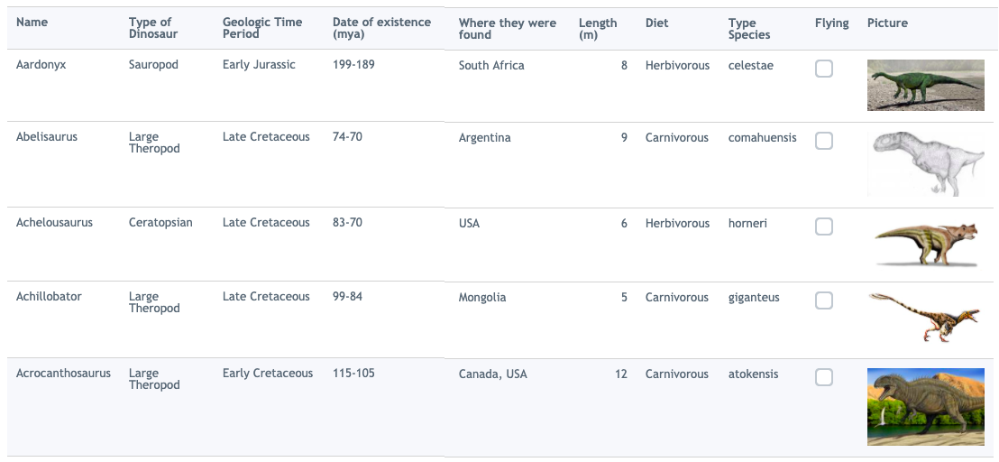 Name Type of Dinosaur Geologic Time Period Date of existence (mya) Where they were found Length (m) Diet Type Species Flying Picture
Aardonyx Sauropod Early Jurassic 199-189 South Africa 8 Herbivorous celestae
Abelisaurus Large Theropod Late Cretaceous 74-70 Argentina 9 Carnivorous comahuensis
Achelousaurus Ceratopsian Late Cretaceous 83-70 USA 6 Herbivorous horneri
Achillobator Large Theropod Late Cretaceous 99-84 Mongolia 5 Carnivorous giganteus
Acrocanthosaurus Large Theropod Early Cretaceous 115-105 Canada, USA 12 Carnivorous atokensis